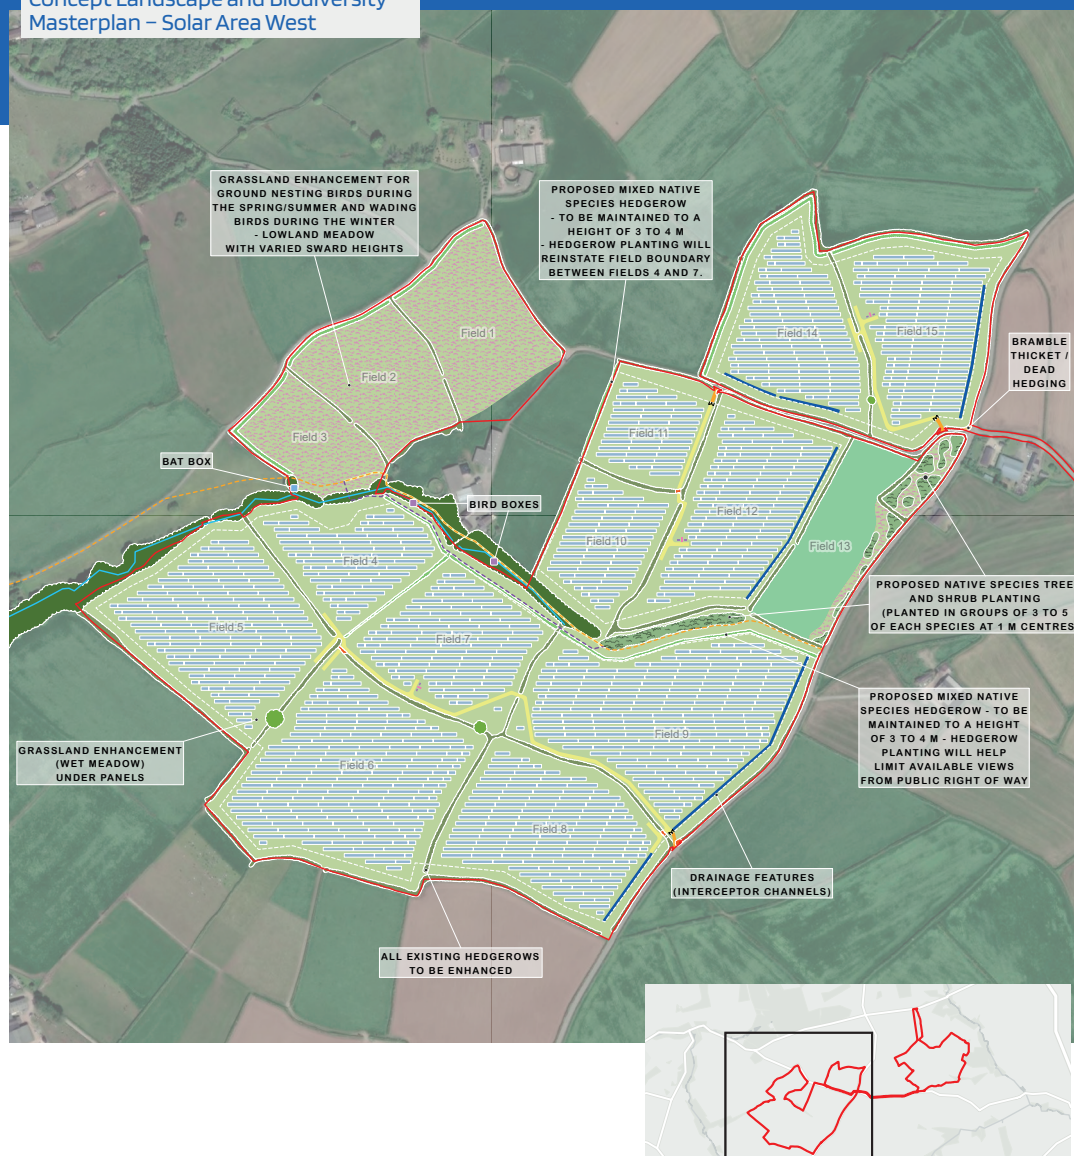 Concept Landscape and Biodiversity
Masterplan – Solar Area West
GRASSLAND ENHANCEMENT FOR
GROUND NESTING BIRDS DURING
THE SPRING/SUMMER AND WADING
BIRDS DURING THE WINTER
- LOWLAND MEADOW
WITH VARIED SWARD HEIGHTS
PROPOSED MIXED NATIVE
SPECIES HEDGEROW
- TO BE MAINTAINED TO A
HEIGHT OF 3 TO 4 M
- HEDGEROW PLANTING WILL
REINSTATE FIELD BOUNDARY
BETWEEN FIELDS 4 AND 7.
Field 1
Field 14
Field 15
BRAMBLE
THICKET /
DEAD
HEDGING
Field 2
Field 3
Field 11
BAT BOX
BIRD BOXES
Field 12
Field 10
Field 13
Field 4
PROPOSED NATIVE SPECIES TREE
AND SHRUB PLANTING
(PLANTED IN GROUPS OF 3 TO 5
OF EACH SPECIES AT 1 M CENTRES
Field 5
Field 7
PROPOSED MIXED NATIVE
SPECIES HEDGEROW - TO BE
MAINTAINED TO A HEIGHT
OF 3 TO 4 M - HEDGEROW
PLANTING WILL HELP
LIMIT AVAILABLE VIEWS
FROM PUBLIC RIGHT OF WAY
Field 9
GRASSLAND ENHANCEMENT
(WET MEADOW)
UNDER PANELS
Field 6
Field 8
DRAINAGE FEATURES
(INTERCEPTOR CHANNELS)
ALL EXISTING HEDGEROWS
TO BE ENHANCED